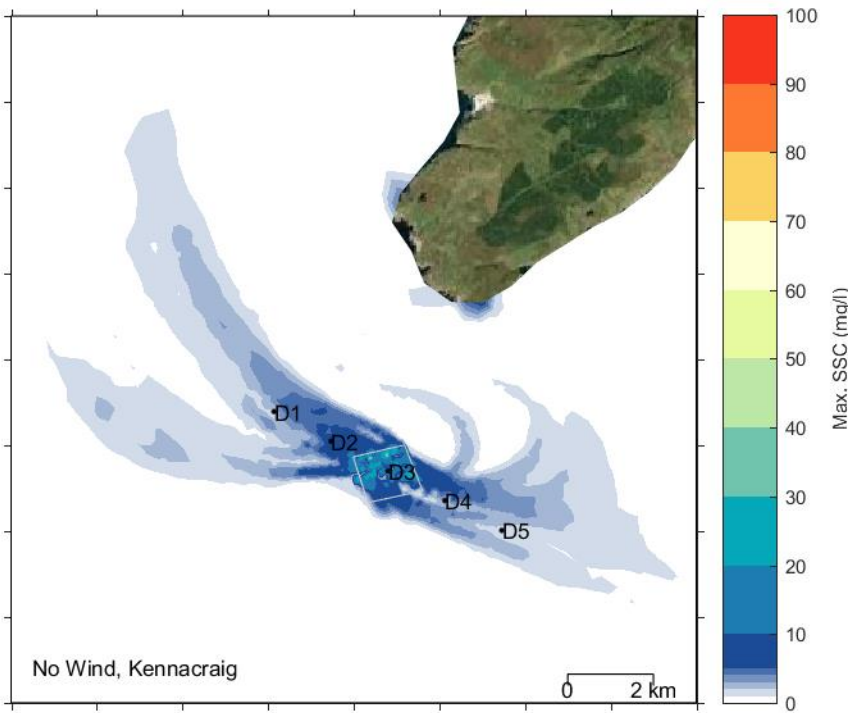 100
90
80
70
60
50
40
30
20
10
0
Max. SSC (mg/l)
D1
D2
D3
D4
D5
No Wind, Kennacraig
0 2 km